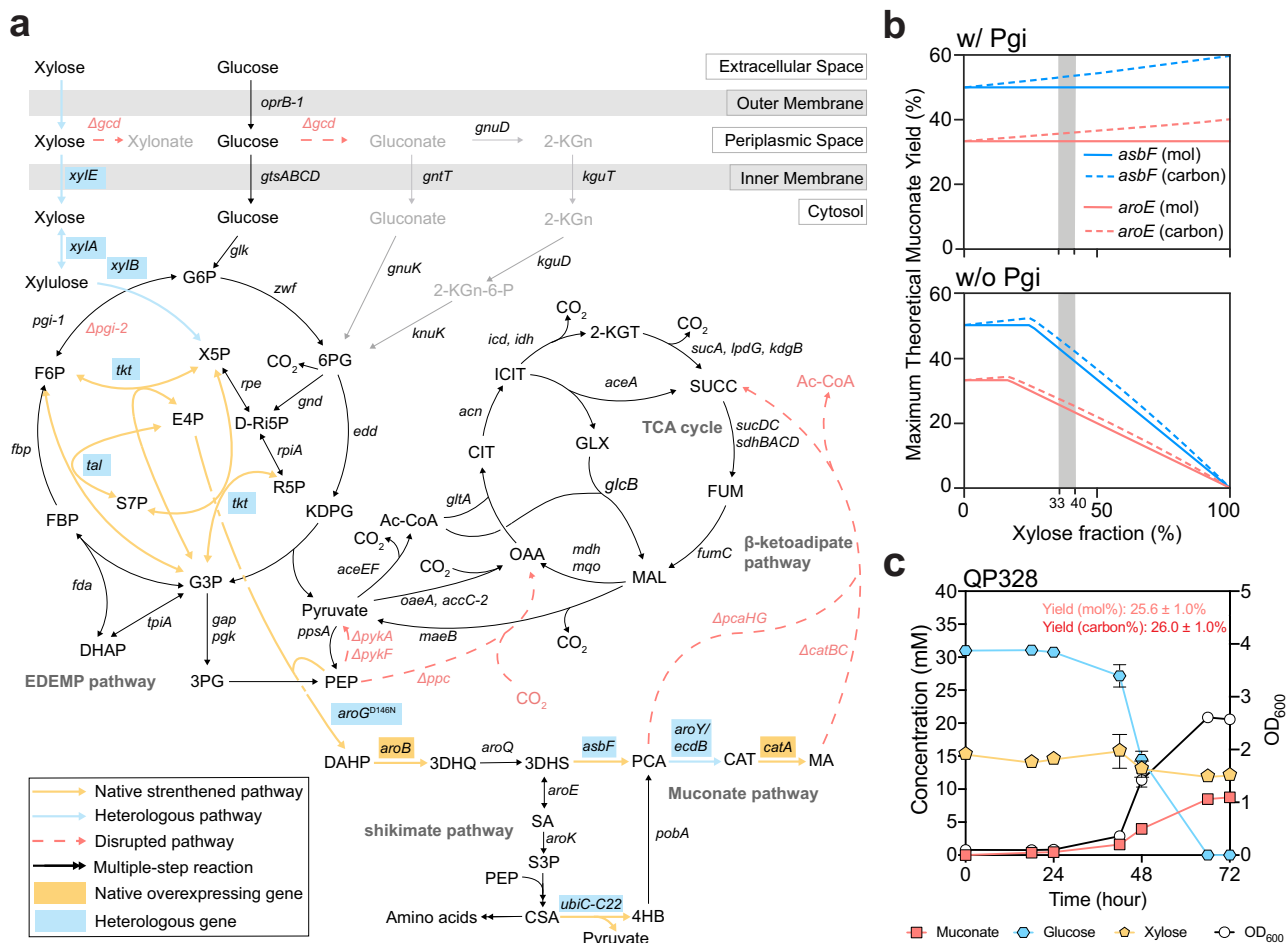 a
Xylose
Glucose
Extracellular Space
oprB-1
Outer Membrane
Xylose
Δgcd
Xylonate
Glucose
Δgcd
Gluconate
gnuD
2-KGn
Periplasmic Space
xylE
gtsABCD
gntT
kguT
Inner Membrane
Xylose
Glucose
Gluconate
2-KGn
Cytosol
xylA
xylB
glk
gnuK
kguD
Xylulose
G6P
zwf
2-KGn-6-P
pgi-1
Δpgi-2
knuK
CO2
2-KGT
CO2
icd, idh
sucA, lpdG, kdgB
F6P
tkt
X5P
CO2
6PG
ICIT
aceA
SUCC
Ac-CoA
rpe
gnd
E4P
D-Ri5P
acn
TCA cycle
sucDC
sdhBACD
fbp
edd
tal
rpiA
CIT
GLX
S7P
tkt
R5P
gltA
glcB
FUM
FBP
KDPG
Ac-CoA
CO2
OAA
mdh
mqo
fumC
β-ketoadipate
pathway
aceEF
CO2
MAL
fda
G3P
tpiA
gap
pgk
Pyruvate
oaeA, accC-2
maeB
CO2
ppsA
ΔpykA
ΔpykF
ΔpcaHG
DHAP
ΔcatBC
EDEMP pathway
3PG
PEP
Δppc
CO2
aroGD146N
DAHP
aroB
3DHQ
aroQ
3DHS
asbF
PCA
aroY/
ecdB
CAT
catA
MA
aroE
Muconate pathway
SA
shikimate pathway
aroK
pobA
S3P
PEP
Amino acids
CSA
ubiC-C22
4HB
Pyruvate
Native strenthened pathway
Heterologous pathway
Disrupted pathway
Multiple-step reaction
Native overexpressing gene
Heterologous gene
b
w/ Pgi
60
40
20
0
asbF (mol)
asbF (carbon)
aroE (mol)
aroE (carbon)
Maximum Theoretical Muconate Yield (%)
w/o Pgi
60
40
20
0
0
33
40
50
100
Xylose fraction (%)
c
QP328
Yield (mol%): 25.6 ± 1.0%
Yield (carbon%): 26.0 ± 1.0%
Concentration (mM)
40
35
30
25
20
15
10
5
0
OD600
5
4
3
2
1
0
0
24
48
72
Time (hour)
Muconate
Glucose
Xylose
OD600